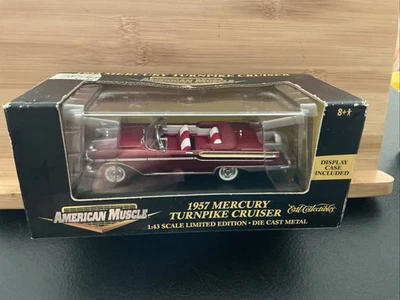 MERCURY TURNPIKE CRUISER
8+
DISPLAY
CASE
INCLUDED
AMERICAN MUSCLE
1957 MERCURY
TURNPIKE CRUISER
1:43 SCALE LIMITED EDITION • DIE CAST METAL
Ertl Collectibles